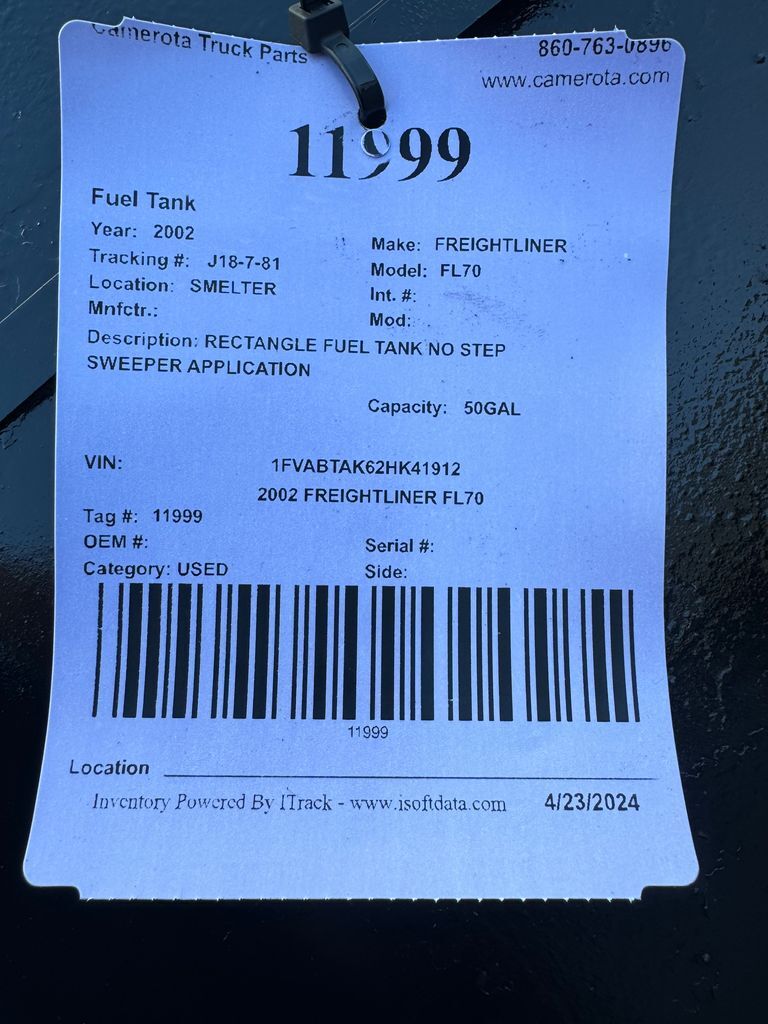 Camerota Truck Parts 860-763-0896
www.camerota.com
11999
Fuel Tank
Year: 2002 Make: FREIGHTLINER
Tracking #: J18-7-81 Model: FL70
Location: SMELTER Int. #:
Mnfctr.: Mod:
Description: RECTANGLE FUEL TANK NO STEP
SWEEPER APPLICATION
Capacity: 50GAL
VIN: 1FVABTAK62HK41912
2002 FREIGHTLINER FL70
Tag #: 11999
OEM #: Serial #:
Category: USED Side:
11999
Location
Inventory Powered By ITrack - www.isoftdata.com 4/23/2024